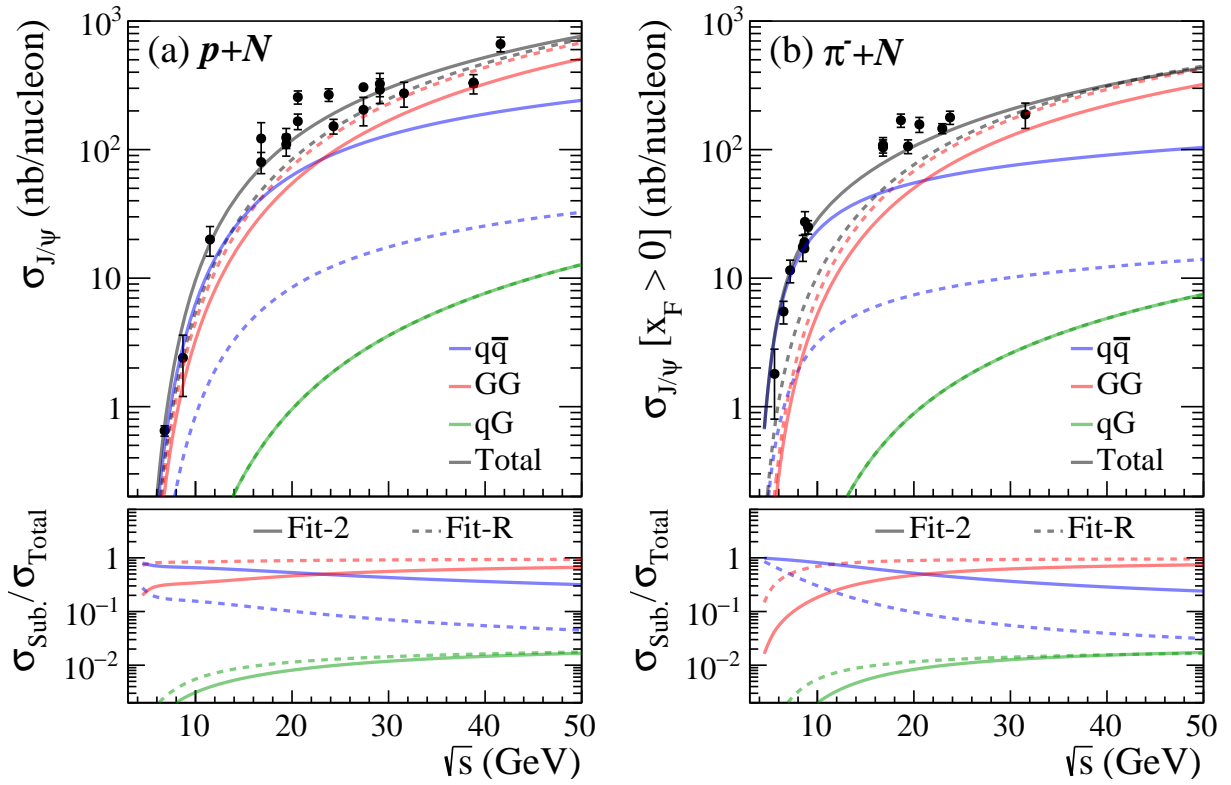 (a) p+N
σJ/ψ (nb/nucleon)
10³
10²
10
1
qq̄
GG
qG
Total
Fit-2 Fit-R
σSub./σTotal
1
10⁻¹
10⁻²
10 20 30 40 50
√s (GeV)
(b) π⁻+N
σJ/ψ [xF > 0] (nb/nucleon)
10³
10²
10
1
qq̄
GG
qG
Total
Fit-2 Fit-R
σSub./σTotal
1
10⁻¹
10⁻²
10 20 30 40 50
√s (GeV)